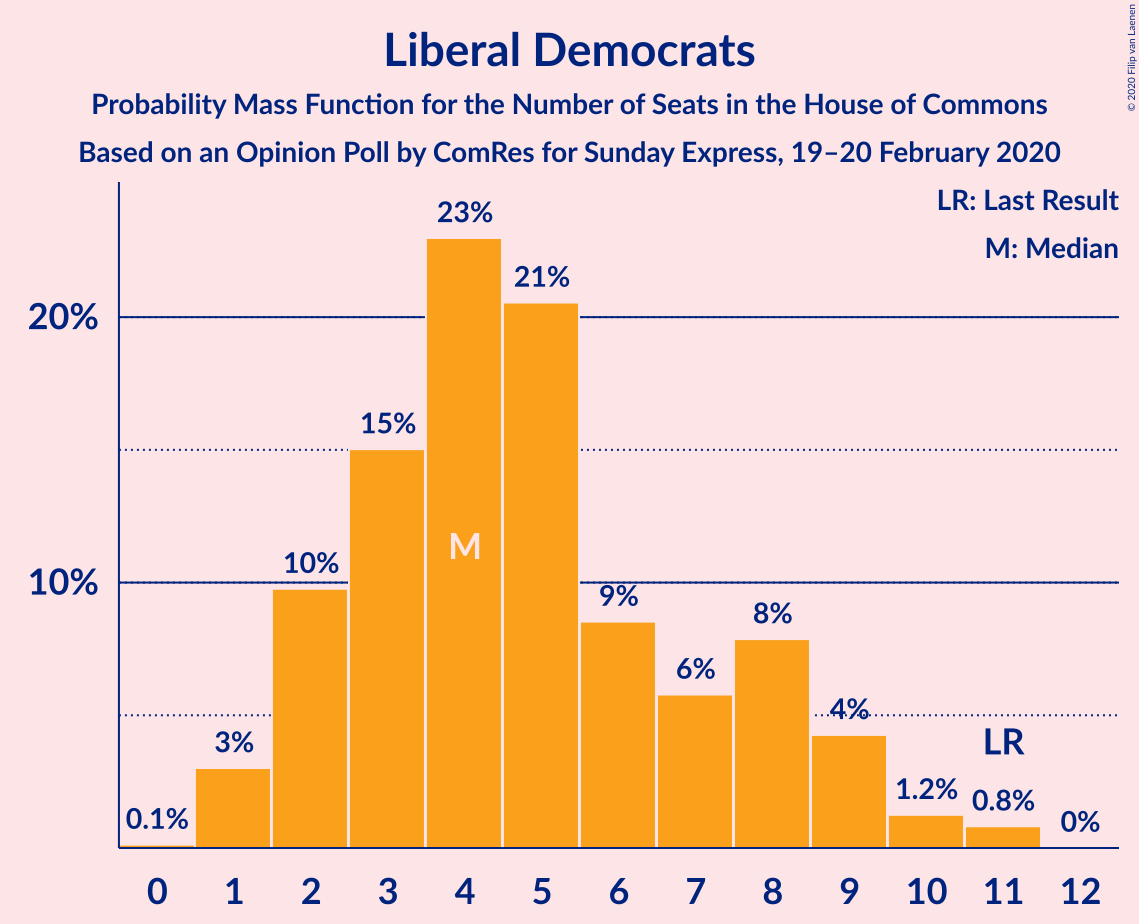 Liberal Democrats
Probability Mass Function for the Number of Seats in the House of Commons
Based on an Opinion Poll by ComRes for Sunday Express, 19–20 February 2020
© 2020 Filip van Laenen
LR: Last Result
M: Median
20%
10%
0.1%
3%
10%
15%
23%
21%
9%
6%
8%
4%
1.2%
0.8%
0%
M
LR
0 1 2 3 4 5 6 7 8 9 10 11 12